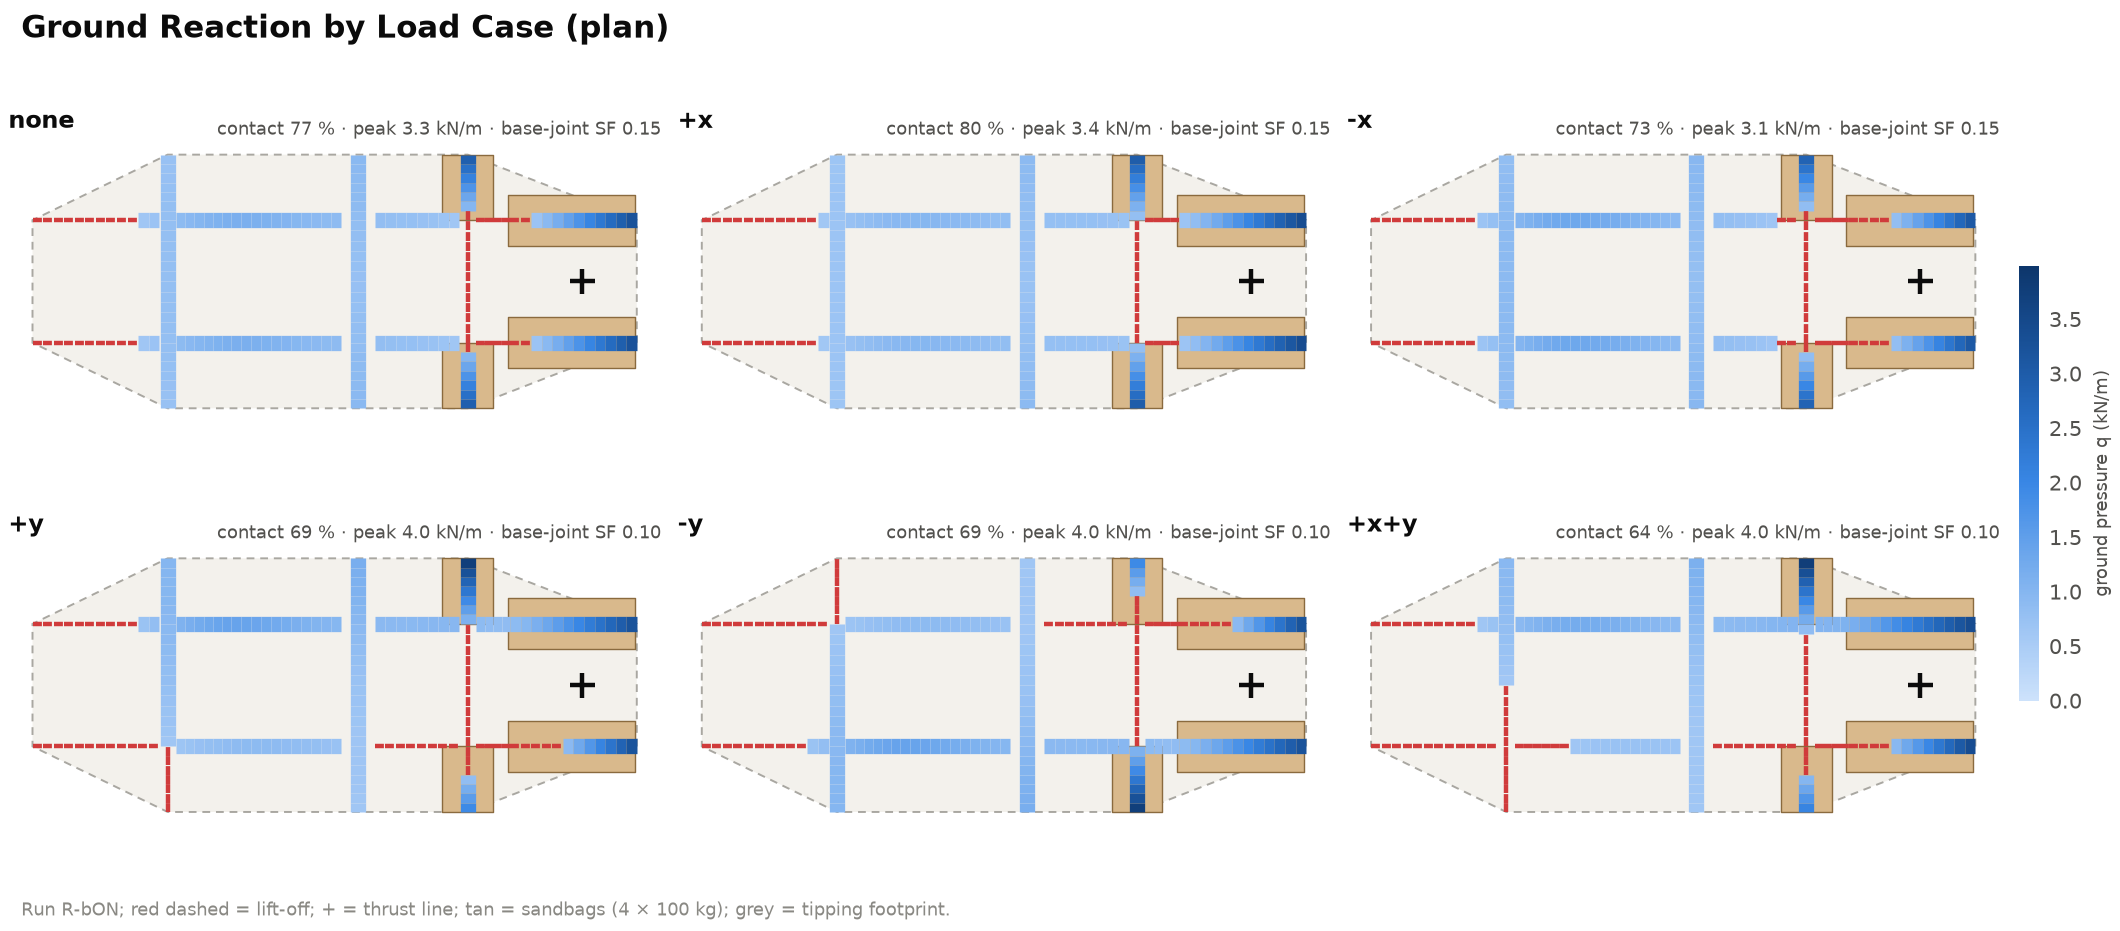 Ground Reaction by Load Case (plan)
none
contact 77 % · peak 3.3 kN/m · base-joint SF 0.15
+x
contact 80 % · peak 3.4 kN/m · base-joint SF 0.15
-x
contact 73 % · peak 3.1 kN/m · base-joint SF 0.15
+y
contact 69 % · peak 4.0 kN/m · base-joint SF 0.10
-y
contact 69 % · peak 4.0 kN/m · base-joint SF 0.10
+x+y
contact 64 % · peak 4.0 kN/m · base-joint SF 0.10
3.5
3.0
2.5
2.0
1.5
1.0
0.5
0.0
ground pressure q (kN/m)
Run R-bON; red dashed = lift-off; + = thrust line; tan = sandbags (4 × 100 kg); grey = tipping footprint.